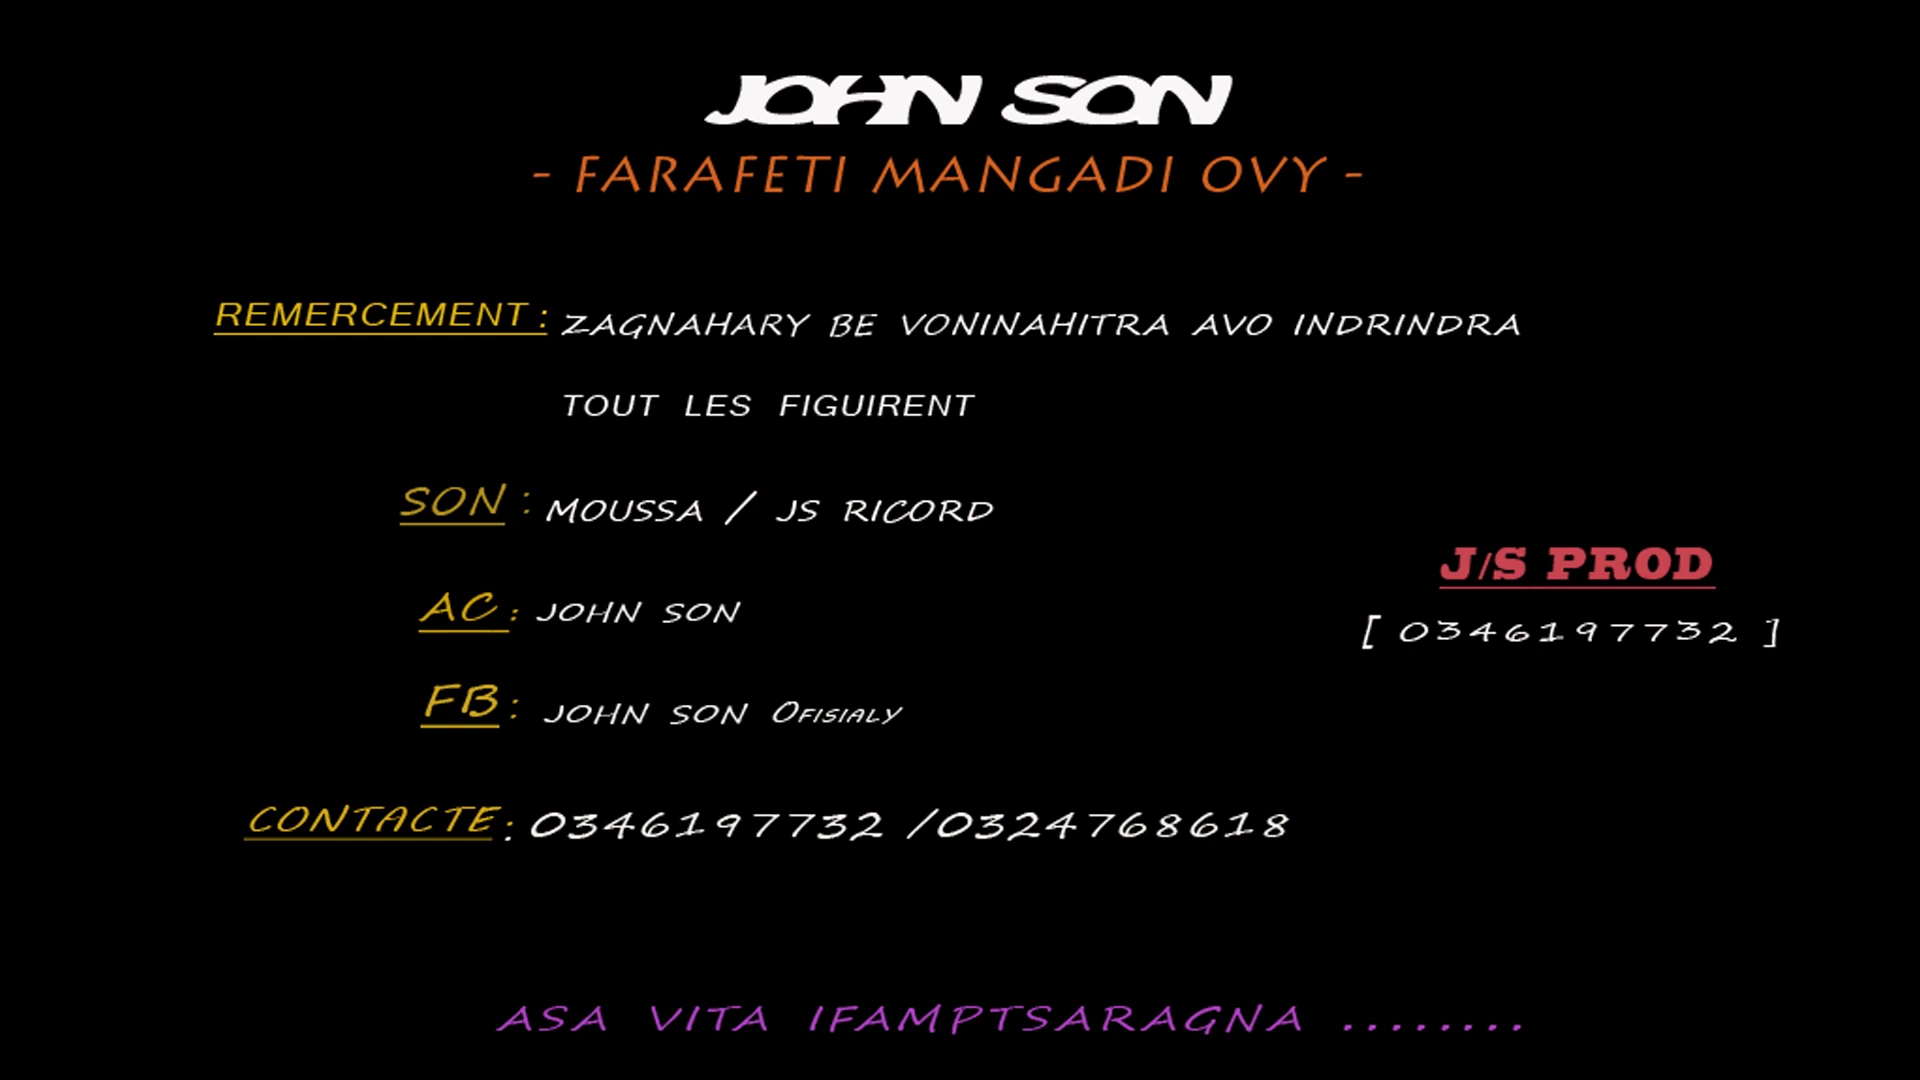 JOHN SON
- FARAFETI MANGADI OVY -
REMERCEMENT : ZAGNAHARY BE VONINAHITRA AVO INDRINDRA
TOUT LES FIGUIRENT
SON : MOUSSA / JS RICORD
J/S PROD
AC : JOHN SON
[ 0346197732 ]
FB : JOHN SON OFISIALY
CONTACTE : 0346197732 /0324768618
ASA VITA IFAMPTSARAGNA ........